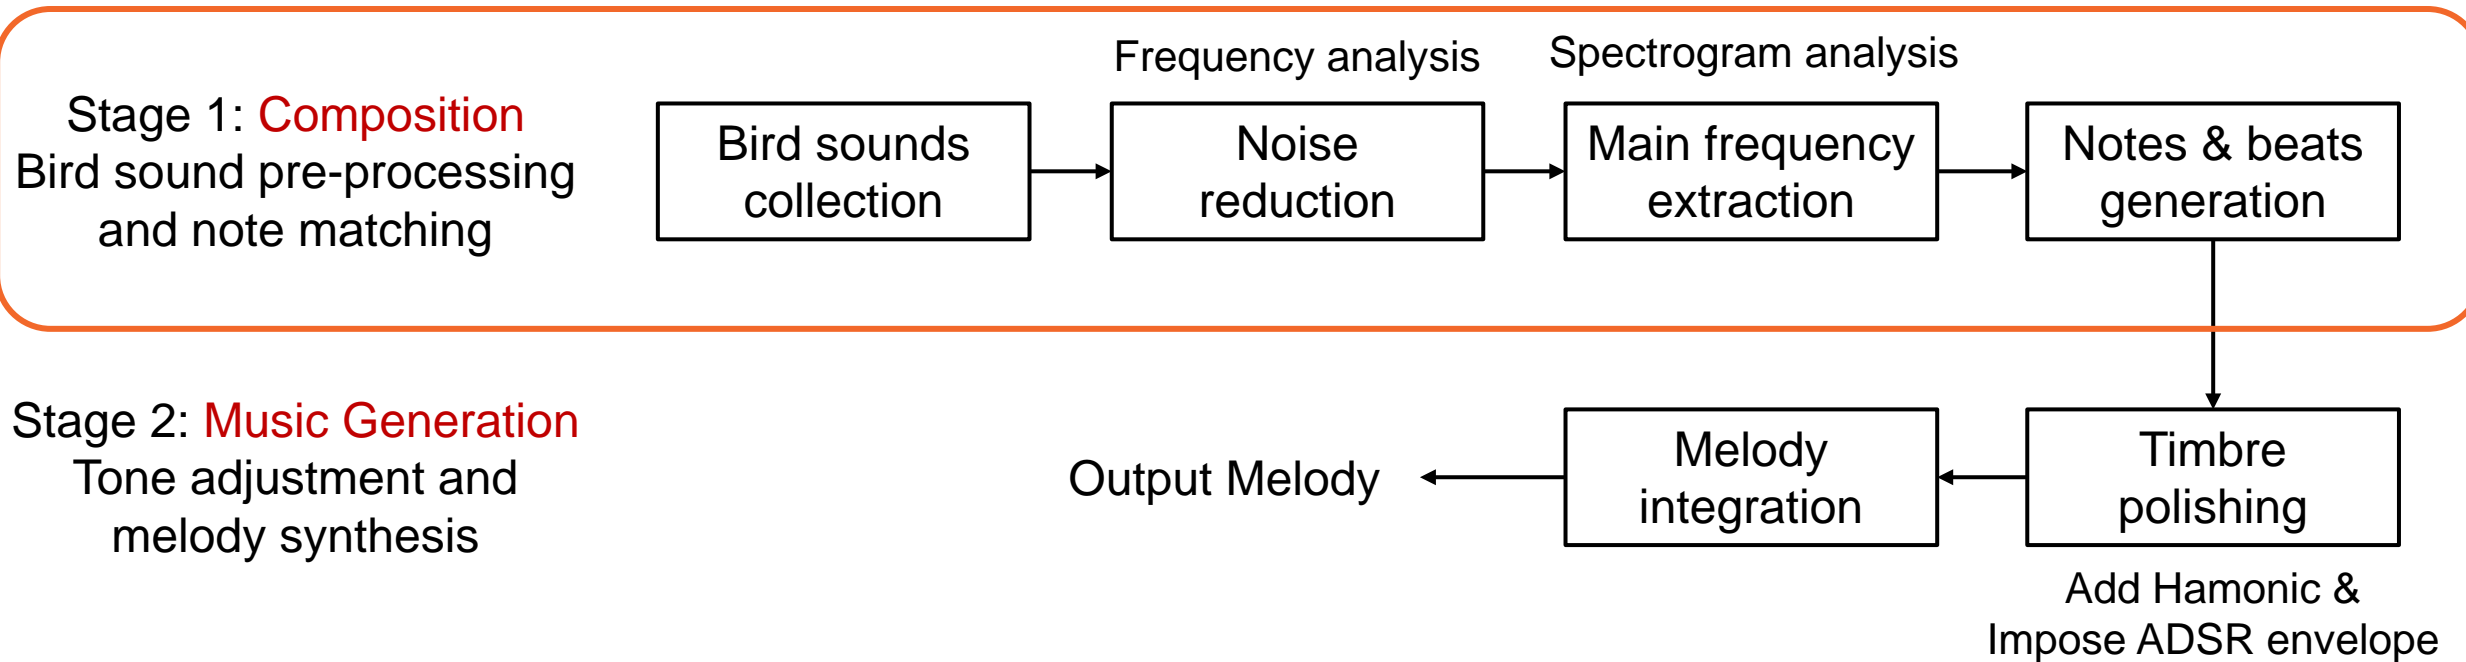 Stage 1: Composition
Bird sound pre-processing
and note matching
Frequency analysis
Spectrogram analysis
Bird sounds
collection
Noise
reduction
Main frequency
extraction
Notes & beats
generation
Stage 2: Music Generation
Tone adjustment and
melody synthesis
Output Melody
Melody
integration
Timbre
polishing
Add Hamonic &
Impose ADSR envelope